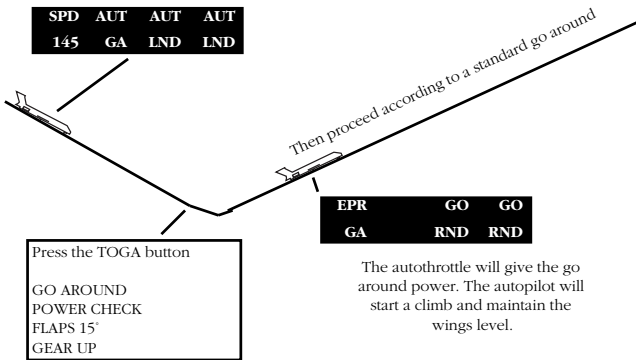 SPD AUT AUT AUT
145 GA LND LND
Then proceed according to a standard go around
EPR GO GO
GA RND RND
Press the TOGA button
GO AROUND
POWER CHECK
FLAPS 15°
GEAR UP
The autothrottle will give the go
around power. The autopilot will
start a climb and maintain the
wings level.